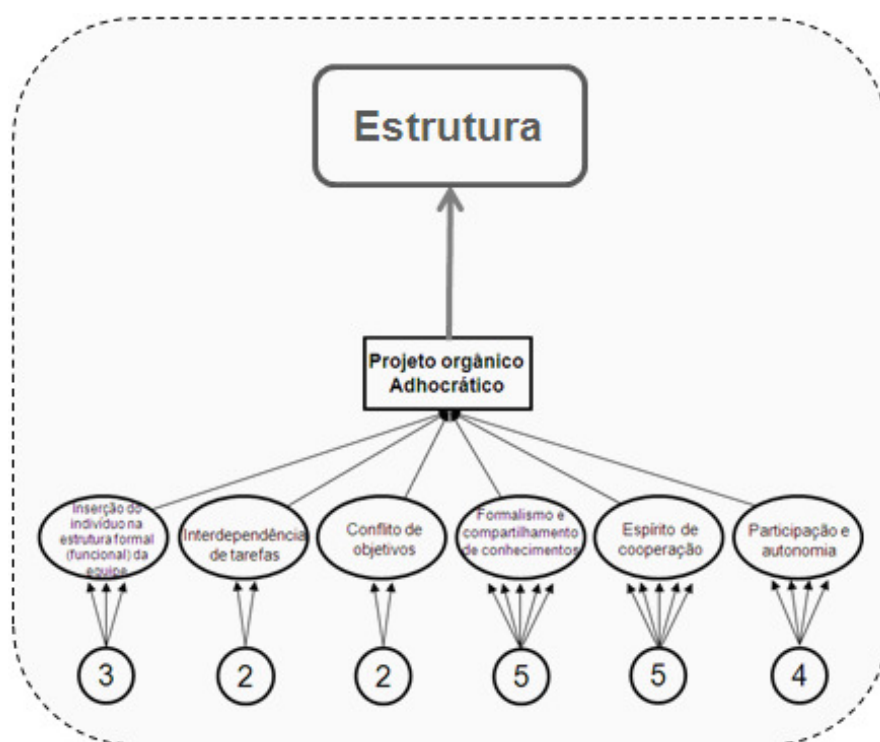 Estrutura
Projeto orgânico
Adhocrático
Inserção do
indivíduo na
estrutura formal
(funcional) da
equipe
Interdependência
de tarefas
Conflito de
objetivos
Formalismo e
compartilhamento
de conhecimentos
Espírito de
cooperação
Participação e
autonomia
3
2
2
5
5
4